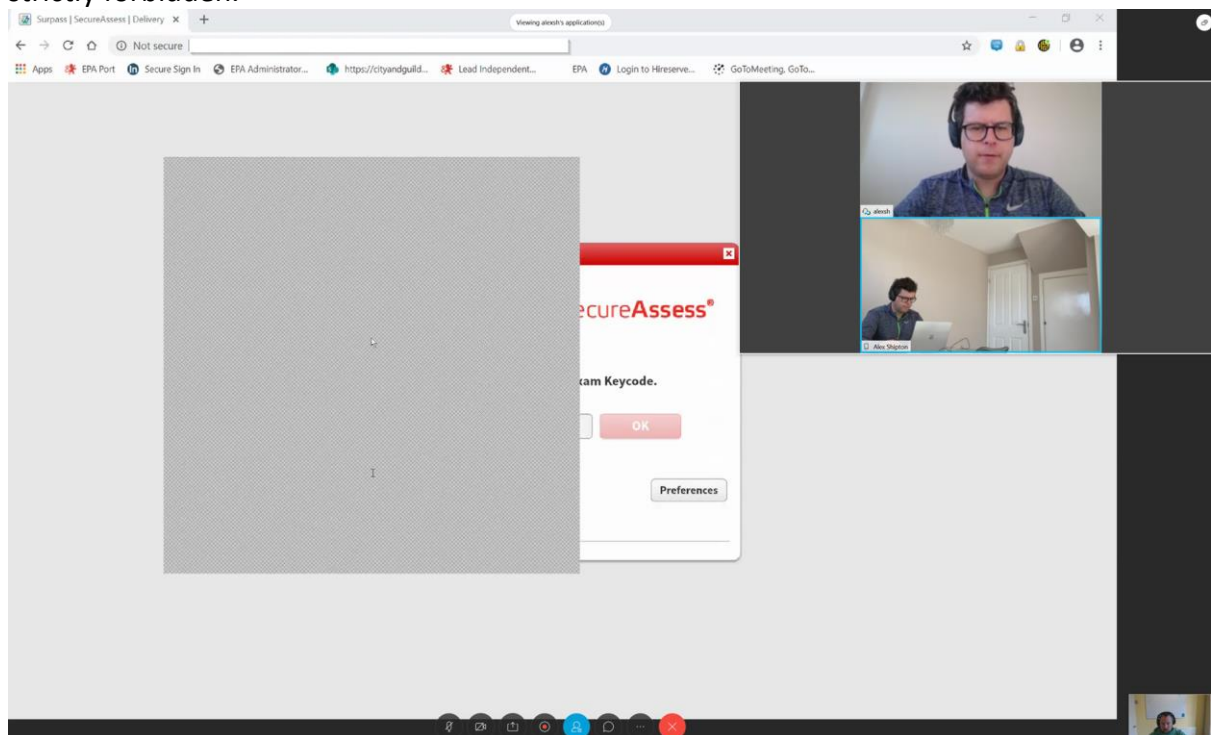 strictly forbidden.
Surpass | SecureAssess | Delivery
Viewing alexsh's application(s)
Not secure
Apps EPA Port Secure Sign In EPA Administrator... https://cityandguild... Lead Independent... EPA Login to Hireserve... GoToMeeting, GoTo...
alexsh
ecureAssess®
Alex Shipton
am Keycode.
OK
Preferences